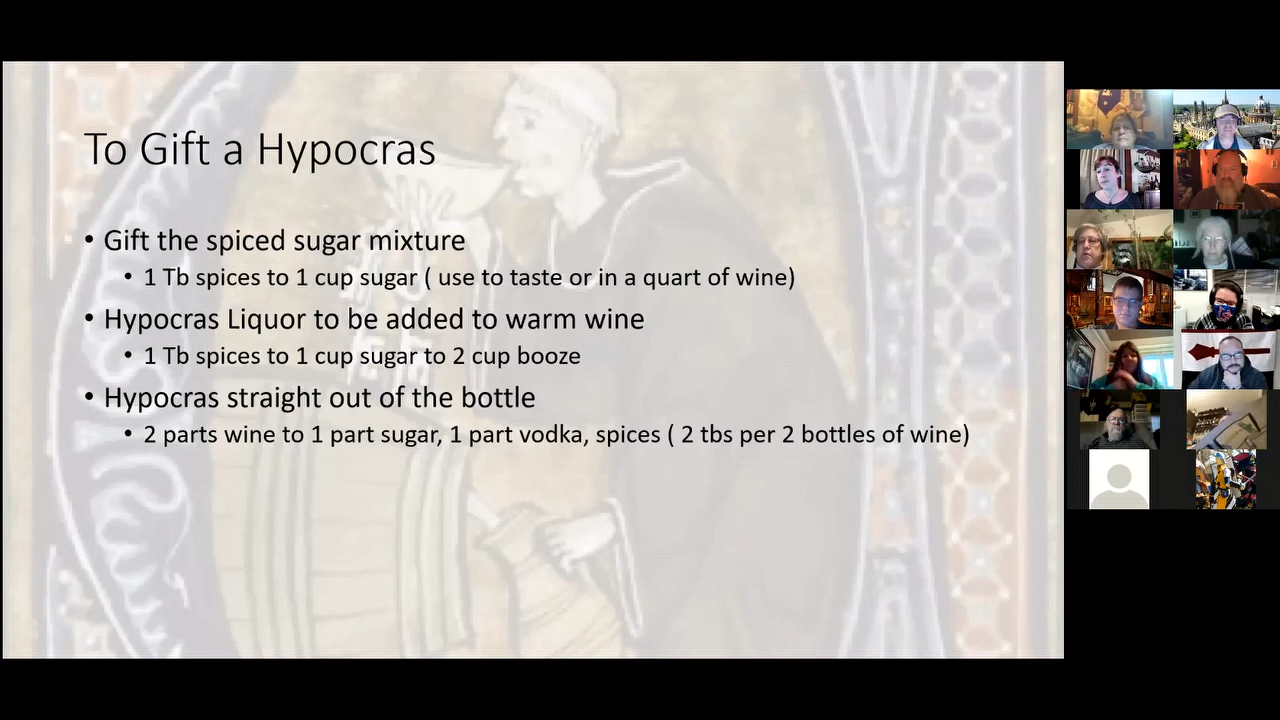 To Gift a Hypocras
• Gift the spiced sugar mixture
• 1 Tb spices to 1 cup sugar ( use to taste or in a quart of wine)
• Hypocras Liquor to be added to warm wine
• 1 Tb spices to 1 cup sugar to 2 cup booze
• Hypocras straight out of the bottle
• 2 parts wine to 1 part sugar, 1 part vodka, spices ( 2 tbs per 2 bottles of wine)